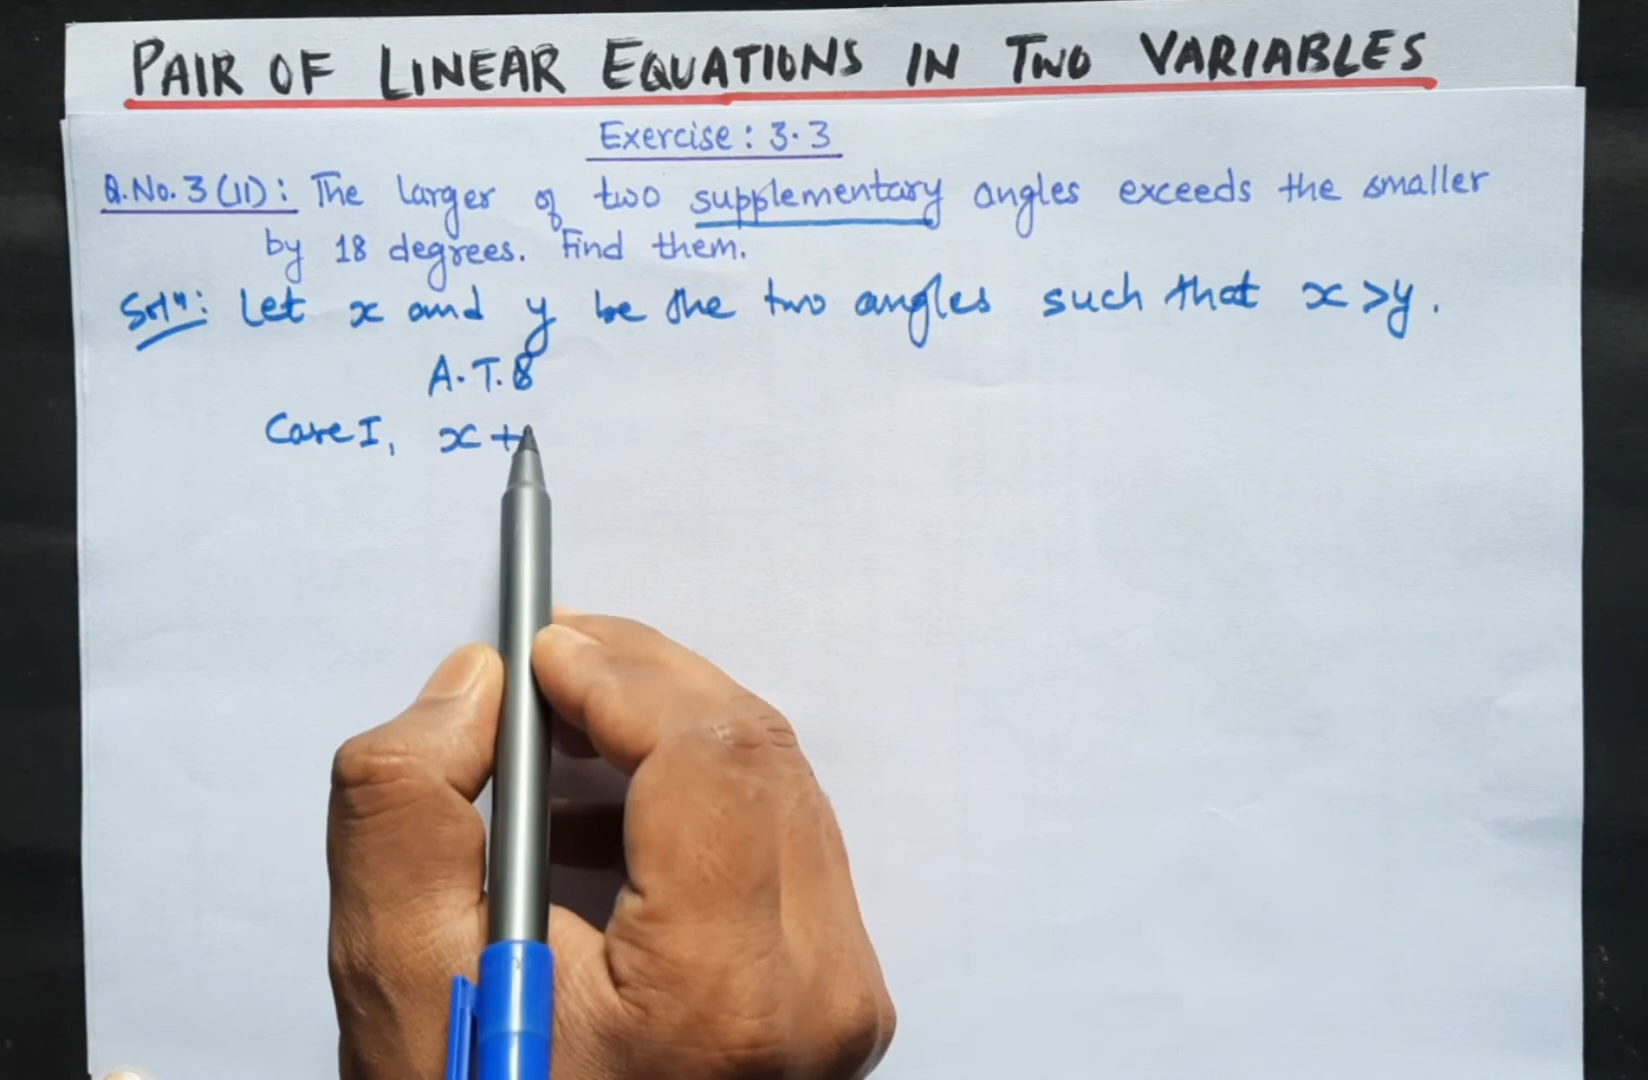 PAIR OF LINEAR EQUATIONS IN TWO VARIABLES
Exercise: 3.3
Q.No. 3 (II): The larger of two supplementary angles exceeds the smaller
by 18 degrees. Find them.
Solⁿ: Let x and y be the two angles such that x > y.
A.T.Q
Case I, x +